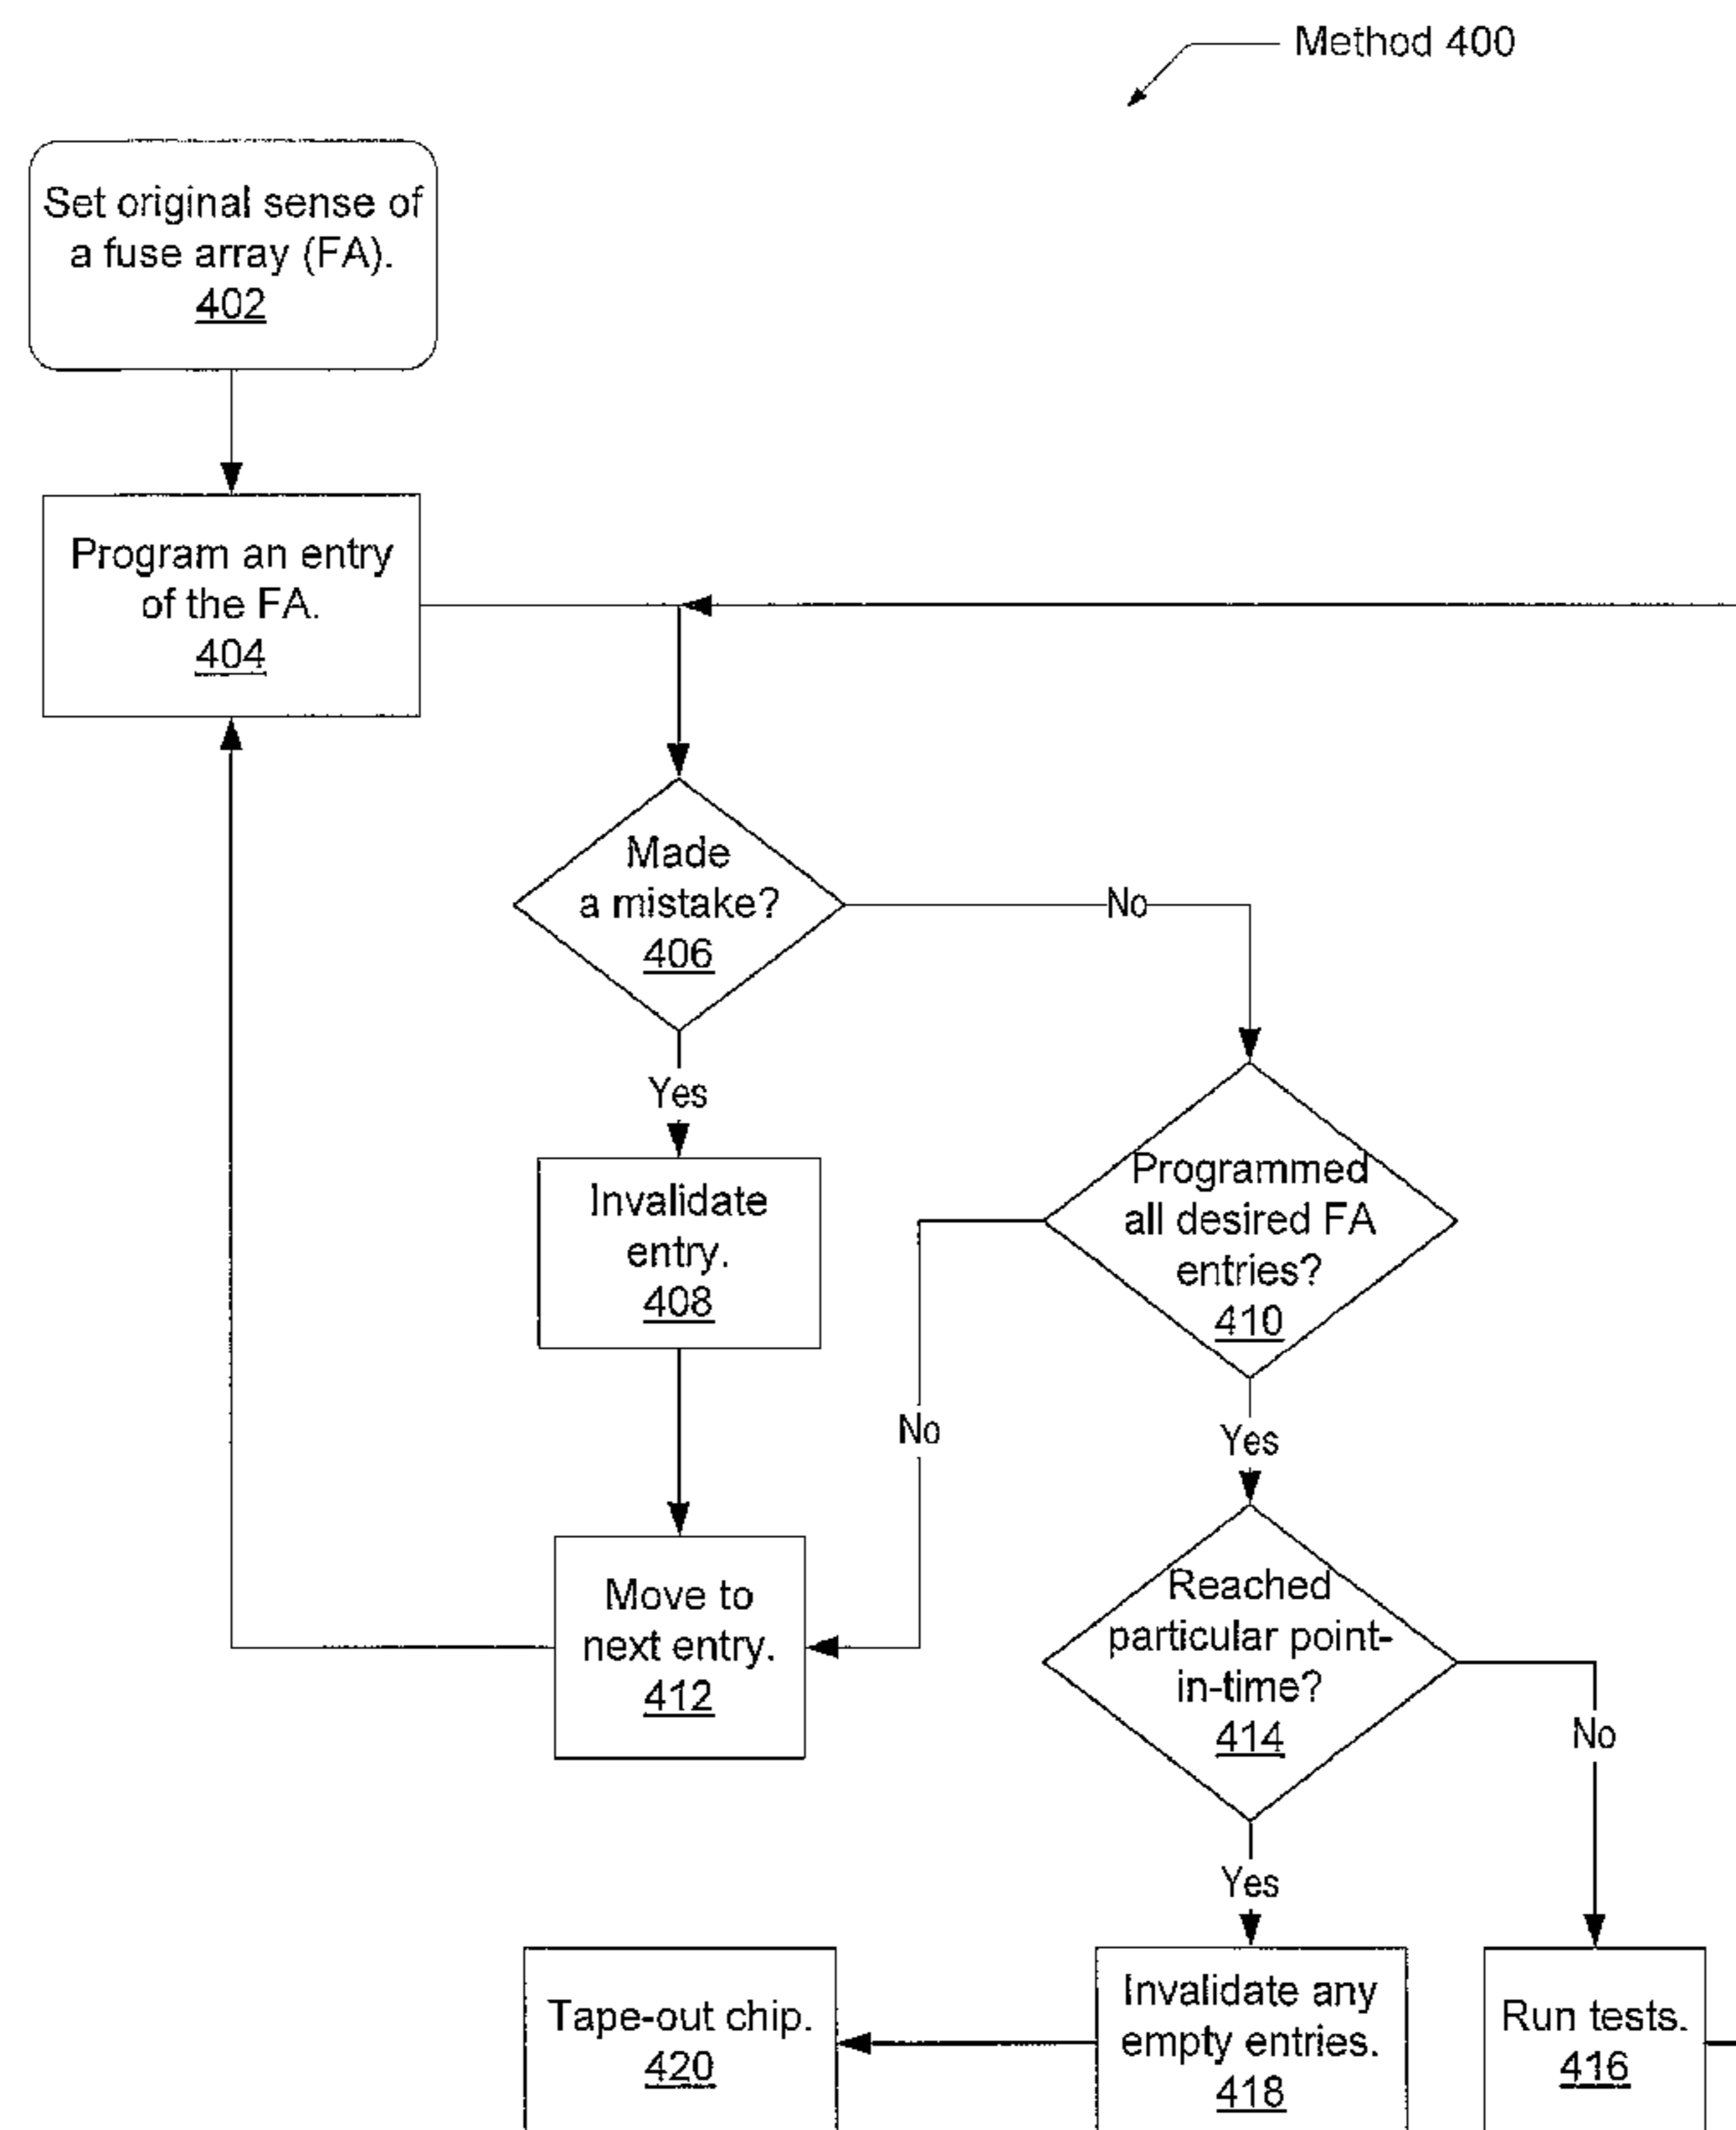 Method 400
Set original sense of
a fuse array (FA).
402
Program an entry
of the FA.
404
Made
a mistake?
406
No
Yes
Invalidate
entry.
408
Programmed
all desired FA
entries?
410
No
Yes
Move to
next entry.
412
Reached
particular point-
in-time?
414
No
Yes
Tape-out chip.
420
Invalidate any
empty entries.
418
Run tests.
416